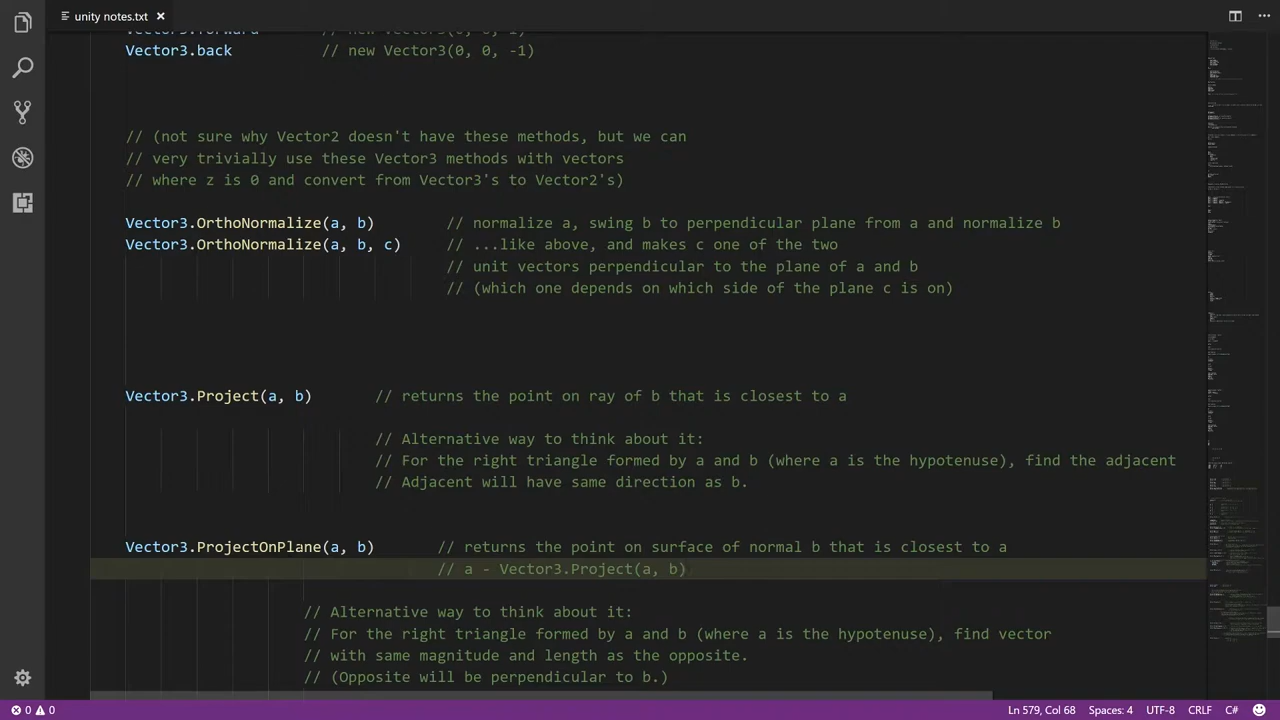 unity notes.txt
Vector3.forward // new Vector3(0, 0, 1)
Vector3.back // new Vector3(0, 0, -1)
// (not sure why Vector2 doesn't have these methods, but we can
// very trivially use these Vector3 methods with vectors
// where z is 0 and convert from Vector3's to Vector2's)
Vector3.OrthoNormalize(a, b) // normalize a, swing b to perpendicular plane from a and normalize b
Vector3.OrthoNormalize(a, b, c) // ...like above, and makes c one of the two
// unit vectors perpendicular to the plane of a and b
// (which one depends on which side of the plane c is on)
Vector3.Project(a, b) // returns the point on ray of b that is closest to a
// Alternative way to think about it:
// For the right triangle formed by a and b (where a is the hypotenuse), find the adjacent
// Adjacent will have same direction as b.
Vector3.ProjectOnPlane(a, b) // returns the point on surface of normal b that is closest to a
// a - Vector3.Project(a, b)
// Alternative way to think about it:
// For the right triangle formed by a and b (where a is the hypotenuse), find vector
// with same magnitude and length as the opposite.
// (Opposite will be perpendicular to b.)
0 0 Ln 579, Col 68 Spaces: 4 UTF-8 CRLF C#